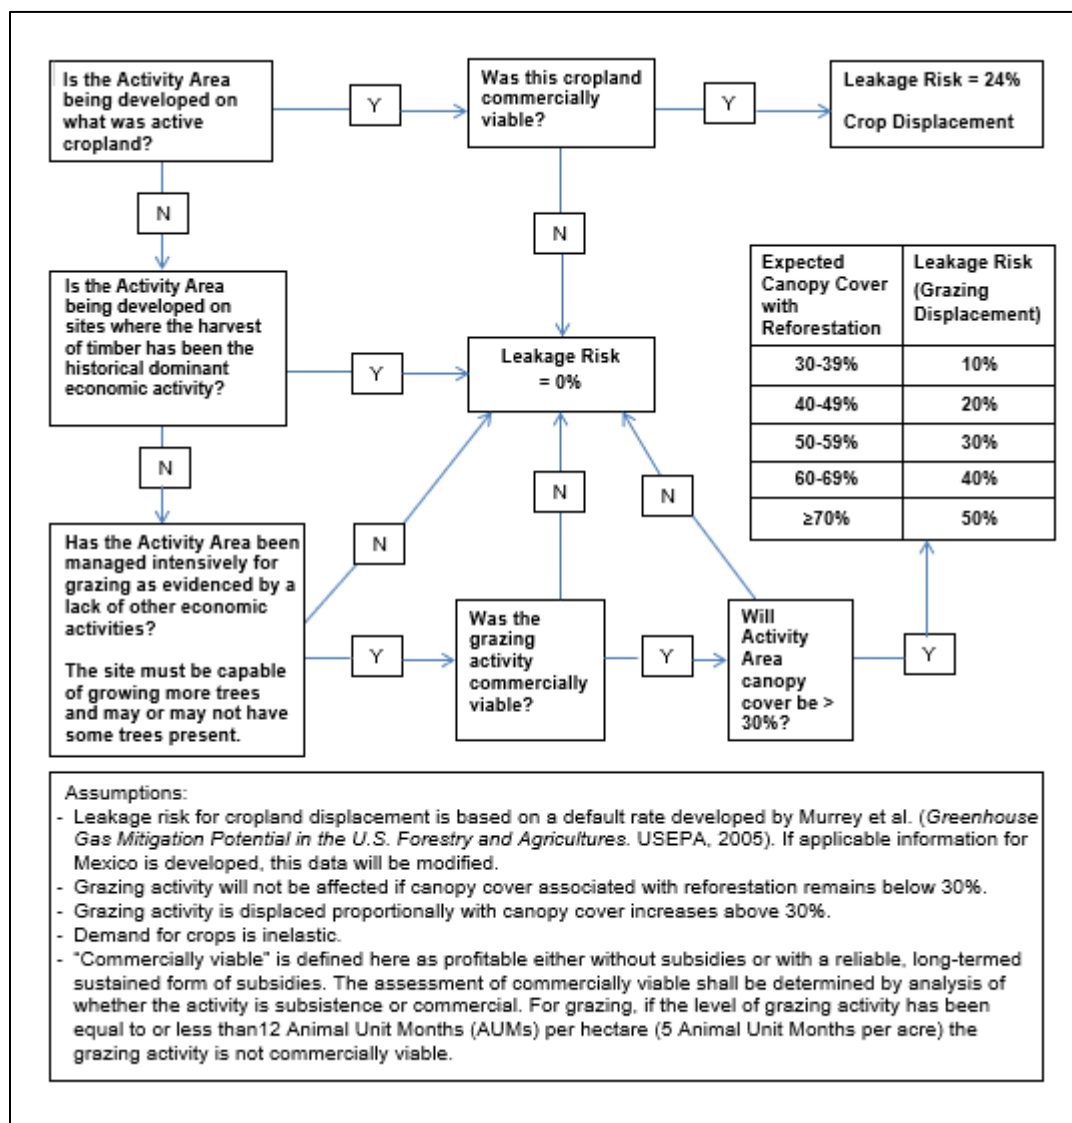 Is the Activity Area
being developed on
what was active
cropland?
Y
Was this cropland
commercially
viable?
Y
Leakage Risk = 24%
Crop Displacement
N
N
Is the Activity Area
being developed on
sites where the harvest
of timber has been the
historical dominant
economic activity?
Y
Leakage Risk
= 0%
Expected
Canopy Cover
with
Reforestation
Leakage Risk
(Grazing
Displacement)
30-39%
10%
40-49%
20%
50-59%
30%
60-69%
40%
≥70%
50%
N
N
N
N
Has the Activity Area been
managed intensively for
grazing as evidenced by a
lack of other economic
activities?
The site must be capable
of growing more trees
and may or may not have
some trees present.
Y
Was the
grazing
activity
commercially
viable?
Y
Will
Activity
Area
canopy
cover be >
30%?
Y
Assumptions:
- Leakage risk for cropland displacement is based on a default rate developed by Murrey et al. (Greenhouse
Gas Mitigation Potential in the U.S. Forestry and Agricultures. USEPA, 2005). If applicable information for
Mexico is developed, this data will be modified.
- Grazing activity will not be affected if canopy cover associated with reforestation remains below 30%.
- Grazing activity is displaced proportionally with canopy cover increases above 30%.
- Demand for crops is inelastic.
- “Commercially viable” is defined here as profitable either without subsidies or with a reliable, long-termed
sustained form of subsidies. The assessment of commercially viable shall be determined by analysis of
whether the activity is subsistence or commercial. For grazing, if the level of grazing activity has been
equal to or less than12 Animal Unit Months (AUMs) per hectare (5 Animal Unit Months per acre) the
grazing activity is not commercially viable.